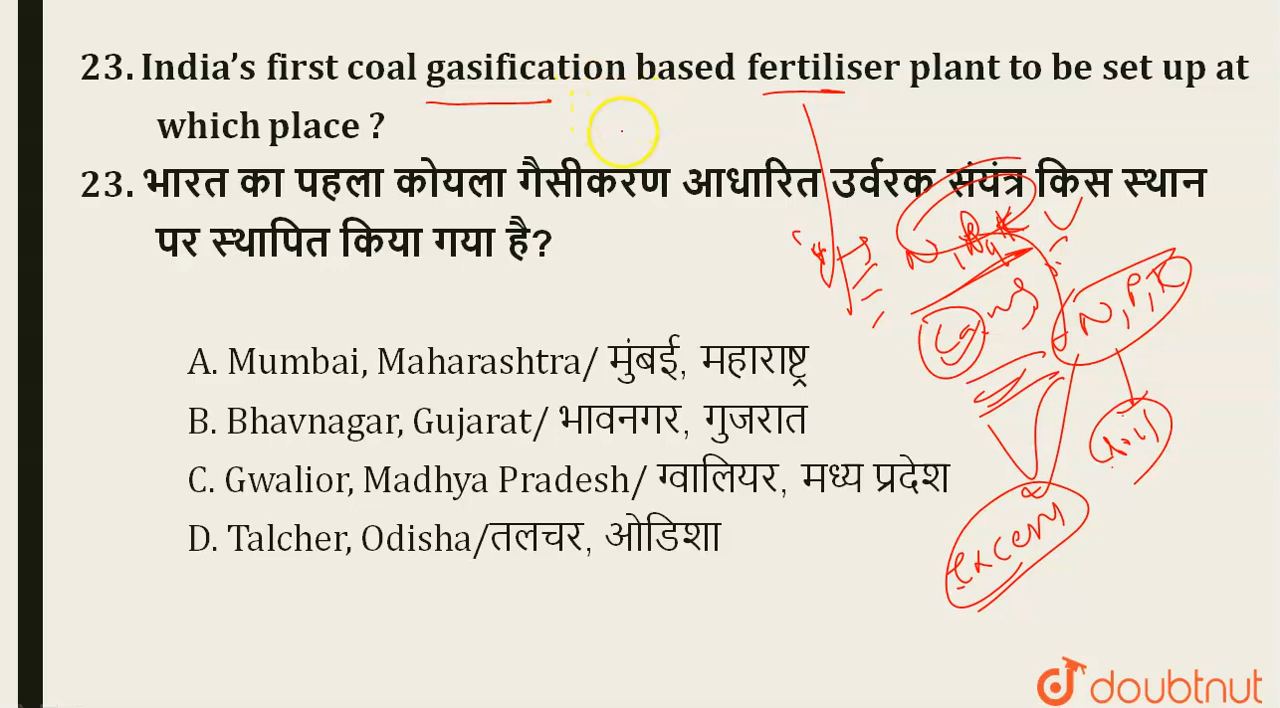 23. India's first coal gasification based fertiliser plant to be set up at
which place ?
23. भारत का पहला कोयला गैसीकरण आधारित उर्वरक संयंत्र किस स्थान
पर स्थापित किया गया है?
N, P, K
A. Mumbai, Maharashtra/ मुंबई, महाराष्ट्र
B. Bhavnagar, Gujarat/ भावनगर, गुजरात
C. Gwalior, Madhya Pradesh/ ग्वालियर, मध्य प्रदेश
D. Talcher, Odisha/तलचर, ओडिशा
doubtnut